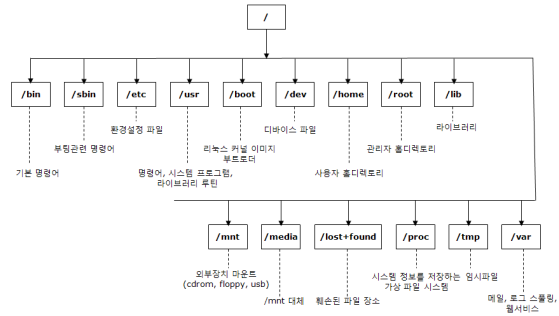 /
/bin /sbin /etc /usr /boot /dev /home /root /lib
환경설정 파일 디바이스 파일 라이브러리
부팅관련 명령어 리눅스 커널 이미지 관리자 홈디렉토리
부트로더
기본 명령어 명령어, 시스템 프로그램, 사용자 홈디렉토리
라이브러리 루틴
/mnt /media /lost+found /proc /tmp /var
외부장치 마운트 시스템 정보를 저장하는 임시파일
(cdrom, floppy, usb) 가상 파일 시스템
/mnt 대체 훼손된 파일 장소 메일, 로그 스풀링,
웹서비스